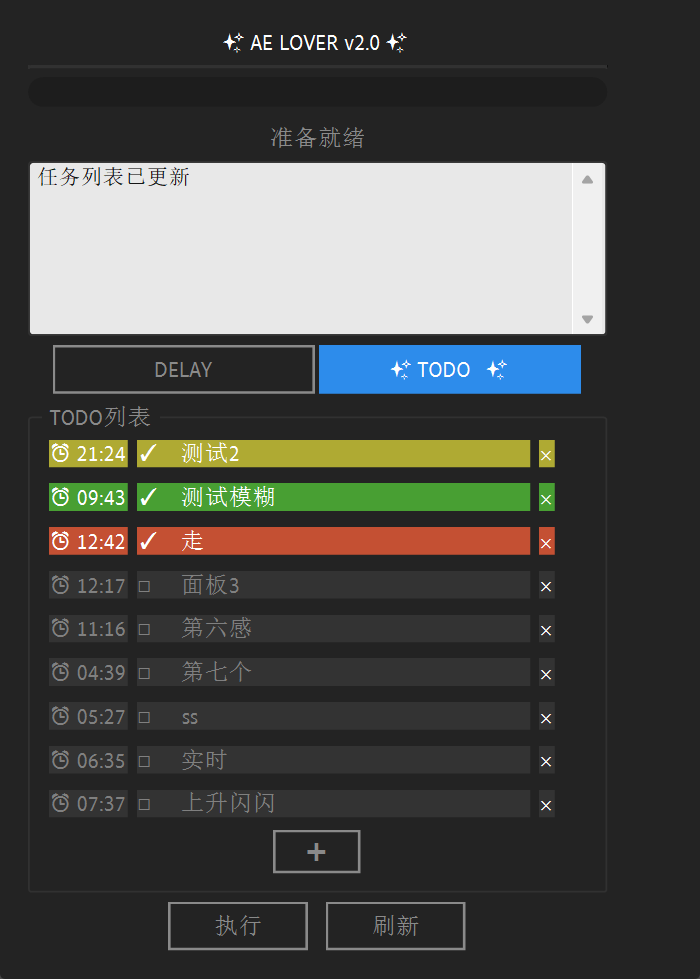 ✨ AE LOVER v2.0 ✨
准备就绪
任务列表已更新
DELAY ✨ TODO ✨
TODO列表
⏰ 21:24 ✓ 测试2 ×
⏰ 09:43 ✓ 测试模糊 ×
⏰ 12:42 ✓ 走 ×
⏰ 12:17 □ 面板3 ×
⏰ 11:16 □ 第六感 ×
⏰ 04:39 □ 第七个 ×
⏰ 05:27 □ ss ×
⏰ 06:35 □ 实时 ×
⏰ 07:37 □ 上升闪闪 ×
+
执行 刷新